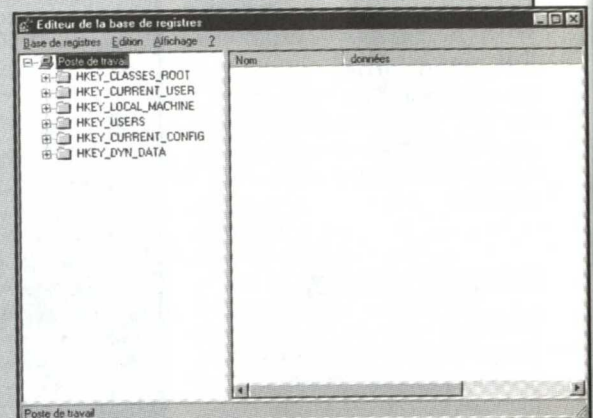 Editeur de la base de registres
Base de registres Edition Affichage ?
Poste de travail
HKEY_CLASSES_ROOT
HKEY_CURRENT_USER
HKEY_LOCAL_MACHINE
HKEY_USERS
HKEY_CURRENT_CONFIG
HKEY_DYN_DATA
Nom données
Poste de travail